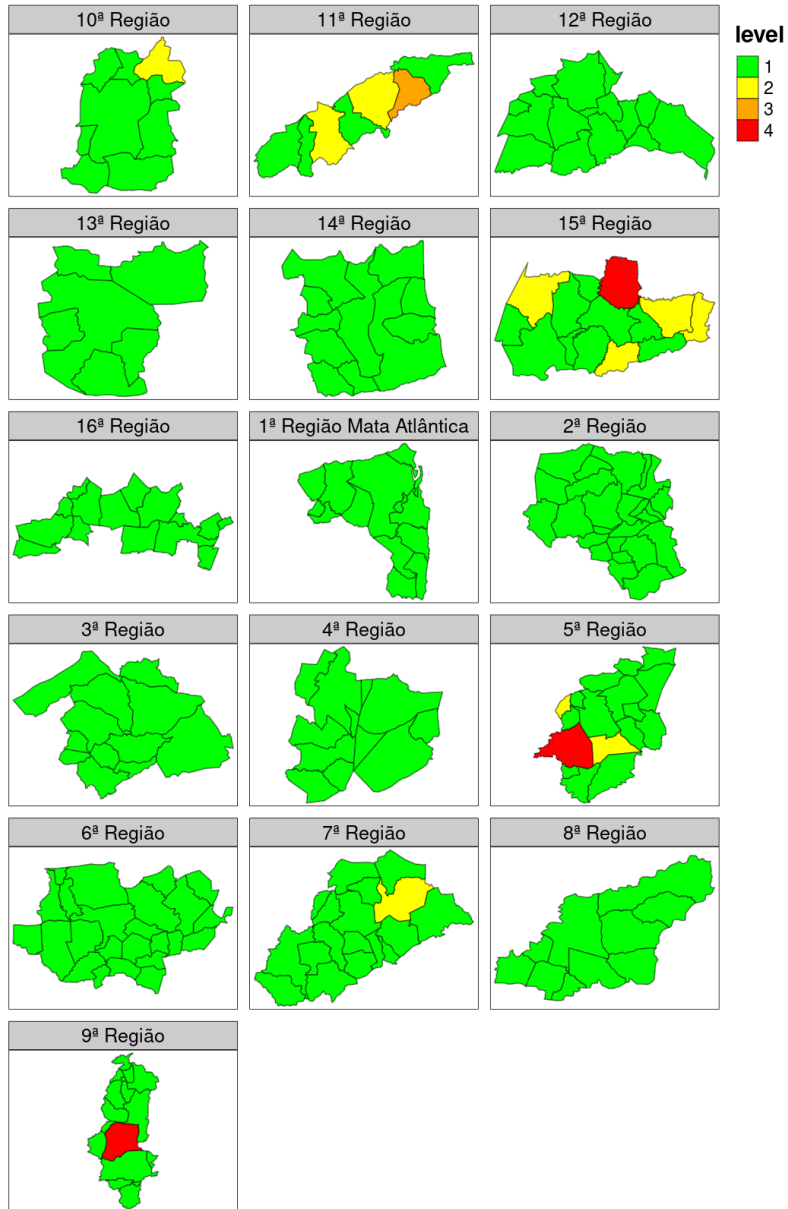 10ª Região
11ª Região
12ª Região
level
1
2
3
4
13ª Região
14ª Região
15ª Região
16ª Região
1ª Região Mata Atlântica
2ª Região
3ª Região
4ª Região
5ª Região
6ª Região
7ª Região
8ª Região
9ª Região